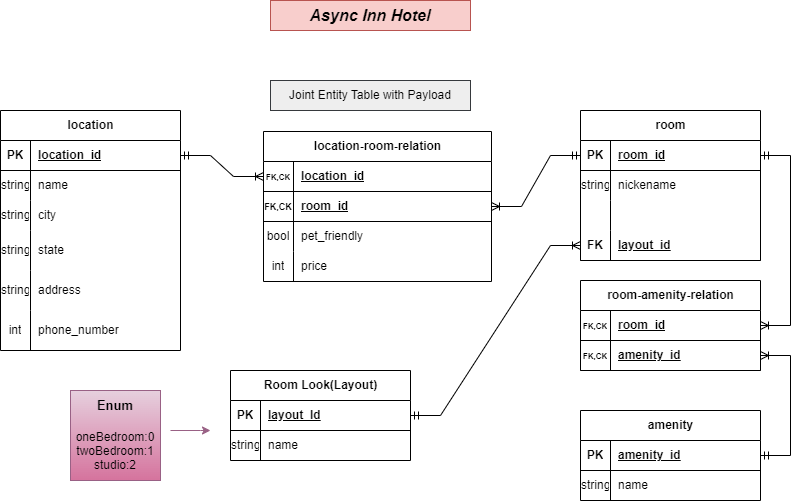 Async Inn Hotel
Joint Entity Table with Payload
location
PK location_id
string name
string city
string state
string address
int phone_number
location-room-relation
FK,CK location_id
FK,CK room_id
bool pet_friendly
int price
room
PK room_id
string nickename
FK layout_id
room-amenity-relation
FK,CK room_id
FK,CK amenity_id
Room Look(Layout)
PK layout_Id
string name
Enum
oneBedroom:0
twoBedroom:1
studio:2
amenity
PK amenity_id
string name